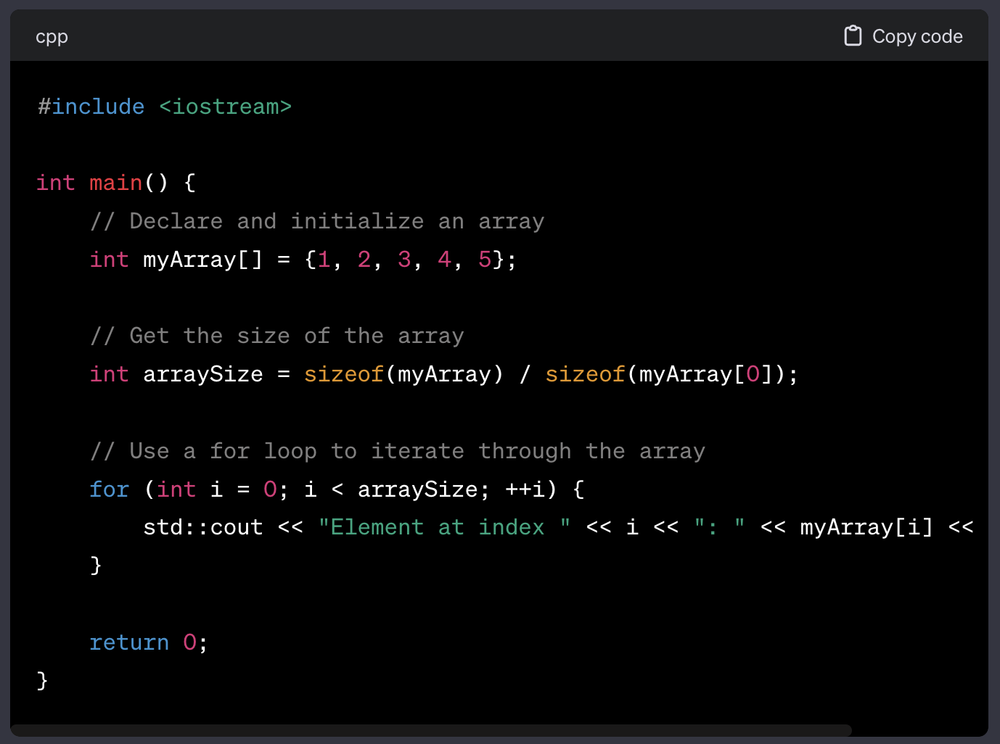 cpp
Copy code
#include <iostream>
int main() {
    // Declare and initialize an array
    int myArray[] = {1, 2, 3, 4, 5};
    // Get the size of the array
    int arraySize = sizeof(myArray) / sizeof(myArray[0]);
    // Use a for loop to iterate through the array
    for (int i = 0; i < arraySize; ++i) {
        std::cout << "Element at index " << i << ": " << myArray[i] <<
    }
    return 0;
}